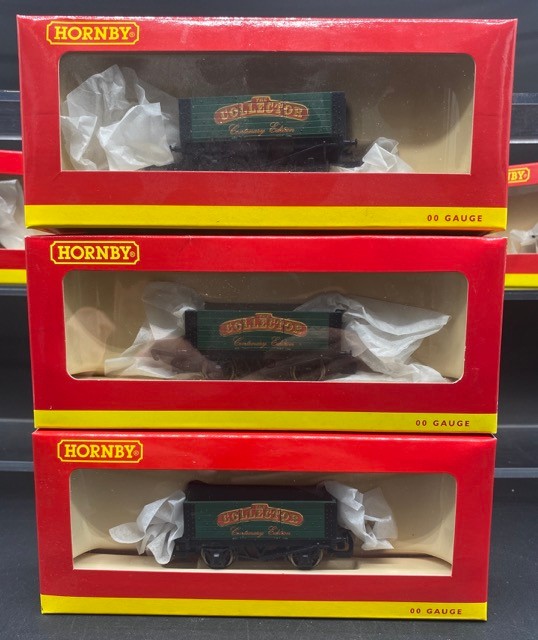 HORNBY®
THE
COLLECTOR
Centenary Edition
00 GAUGE
HORNBY®
THE
COLLECTOR
Centenary Edition
00 GAUGE
HORNBY®
THE
COLLECTOR
Centenary Edition
00 GAUGE